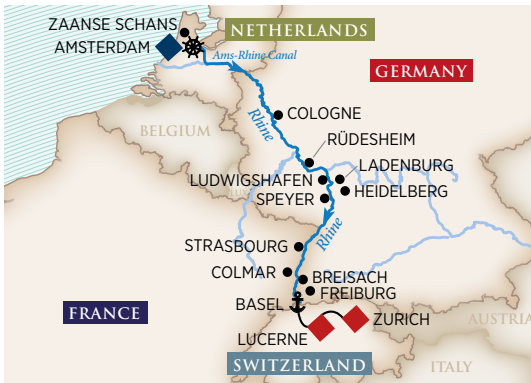 ZAANSE SCHANS
NETHERLANDS
AMSTERDAM
Ams-Rhine Canal
GERMANY
COLOGNE
BELGIUM
Rhine
RÜDESHEIM
LADENBURG
LUDWIGSHAFEN
HEIDELBERG
SPEYER
Rhine
STRASBOURG
COLMAR
BREISACH
FREIBURG
BASEL
FRANCE
ZURICH
AUSTRIA
LUCERNE
SWITZERLAND
ITALY